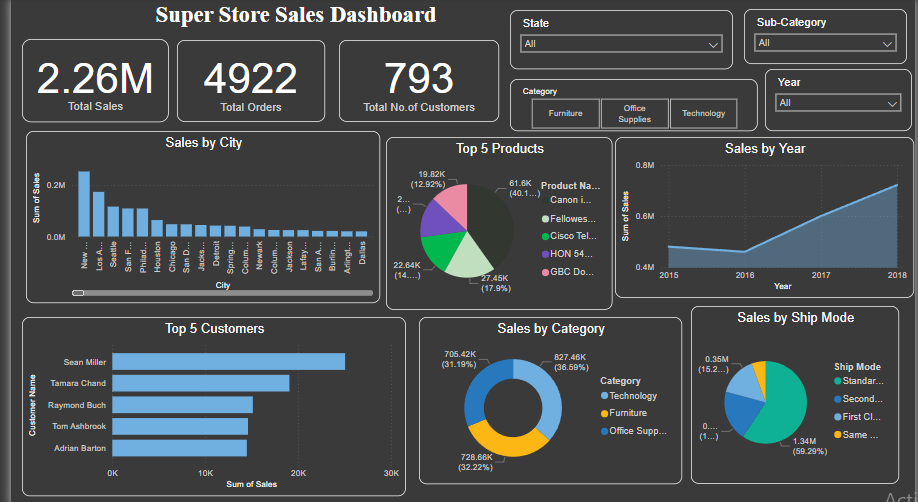 Super Store Sales Dashboard
2.26M
Total Sales
4922
Total Orders
793
Total No.of Customers
State
All
Sub-Category
All
Category
Furniture
Office
Supplies
Technology
Year
All
Sales by City
Sum of Sales
0.2M
0.0M
New ...
Los A...
Seattle
San F...
Philad...
Houston
Chicago
San D...
Jacks...
Detroit
Spring...
Colum...
Newark
Colum...
Jackson
Lafay...
San A...
Burlin...
Arlingt...
Dallas
City
Top 5 Products
19.82K
(12.92%)
61.6K
(40.1...)
2...
(...)
22.64K
(14....)
27.45K
(17.9%)
Product Na...
Canon i...
Fellowes...
Cisco Tel...
HON 54...
GBC Do...
Sales by Year
Sum of Sales
0.8M
0.6M
0.4M
2015
2016
2017
2018
Year
Top 5 Customers
Customer Name
Sean Miller
Tamara Chand
Raymond Buch
Tom Ashbrook
Adrian Barton
0K
10K
20K
30K
Sum of Sales
Sales by Category
705.42K
(31.19%)
827.46K
(36.59%)
728.66K
(32.22%)
Category
Technology
Furniture
Office Supp...
Sales by Ship Mode
0.35M
(15.2...)
0....
(1...)
1.34M
(59.29%)
Ship Mode
Standar...
Second...
First Cl...
Same ...